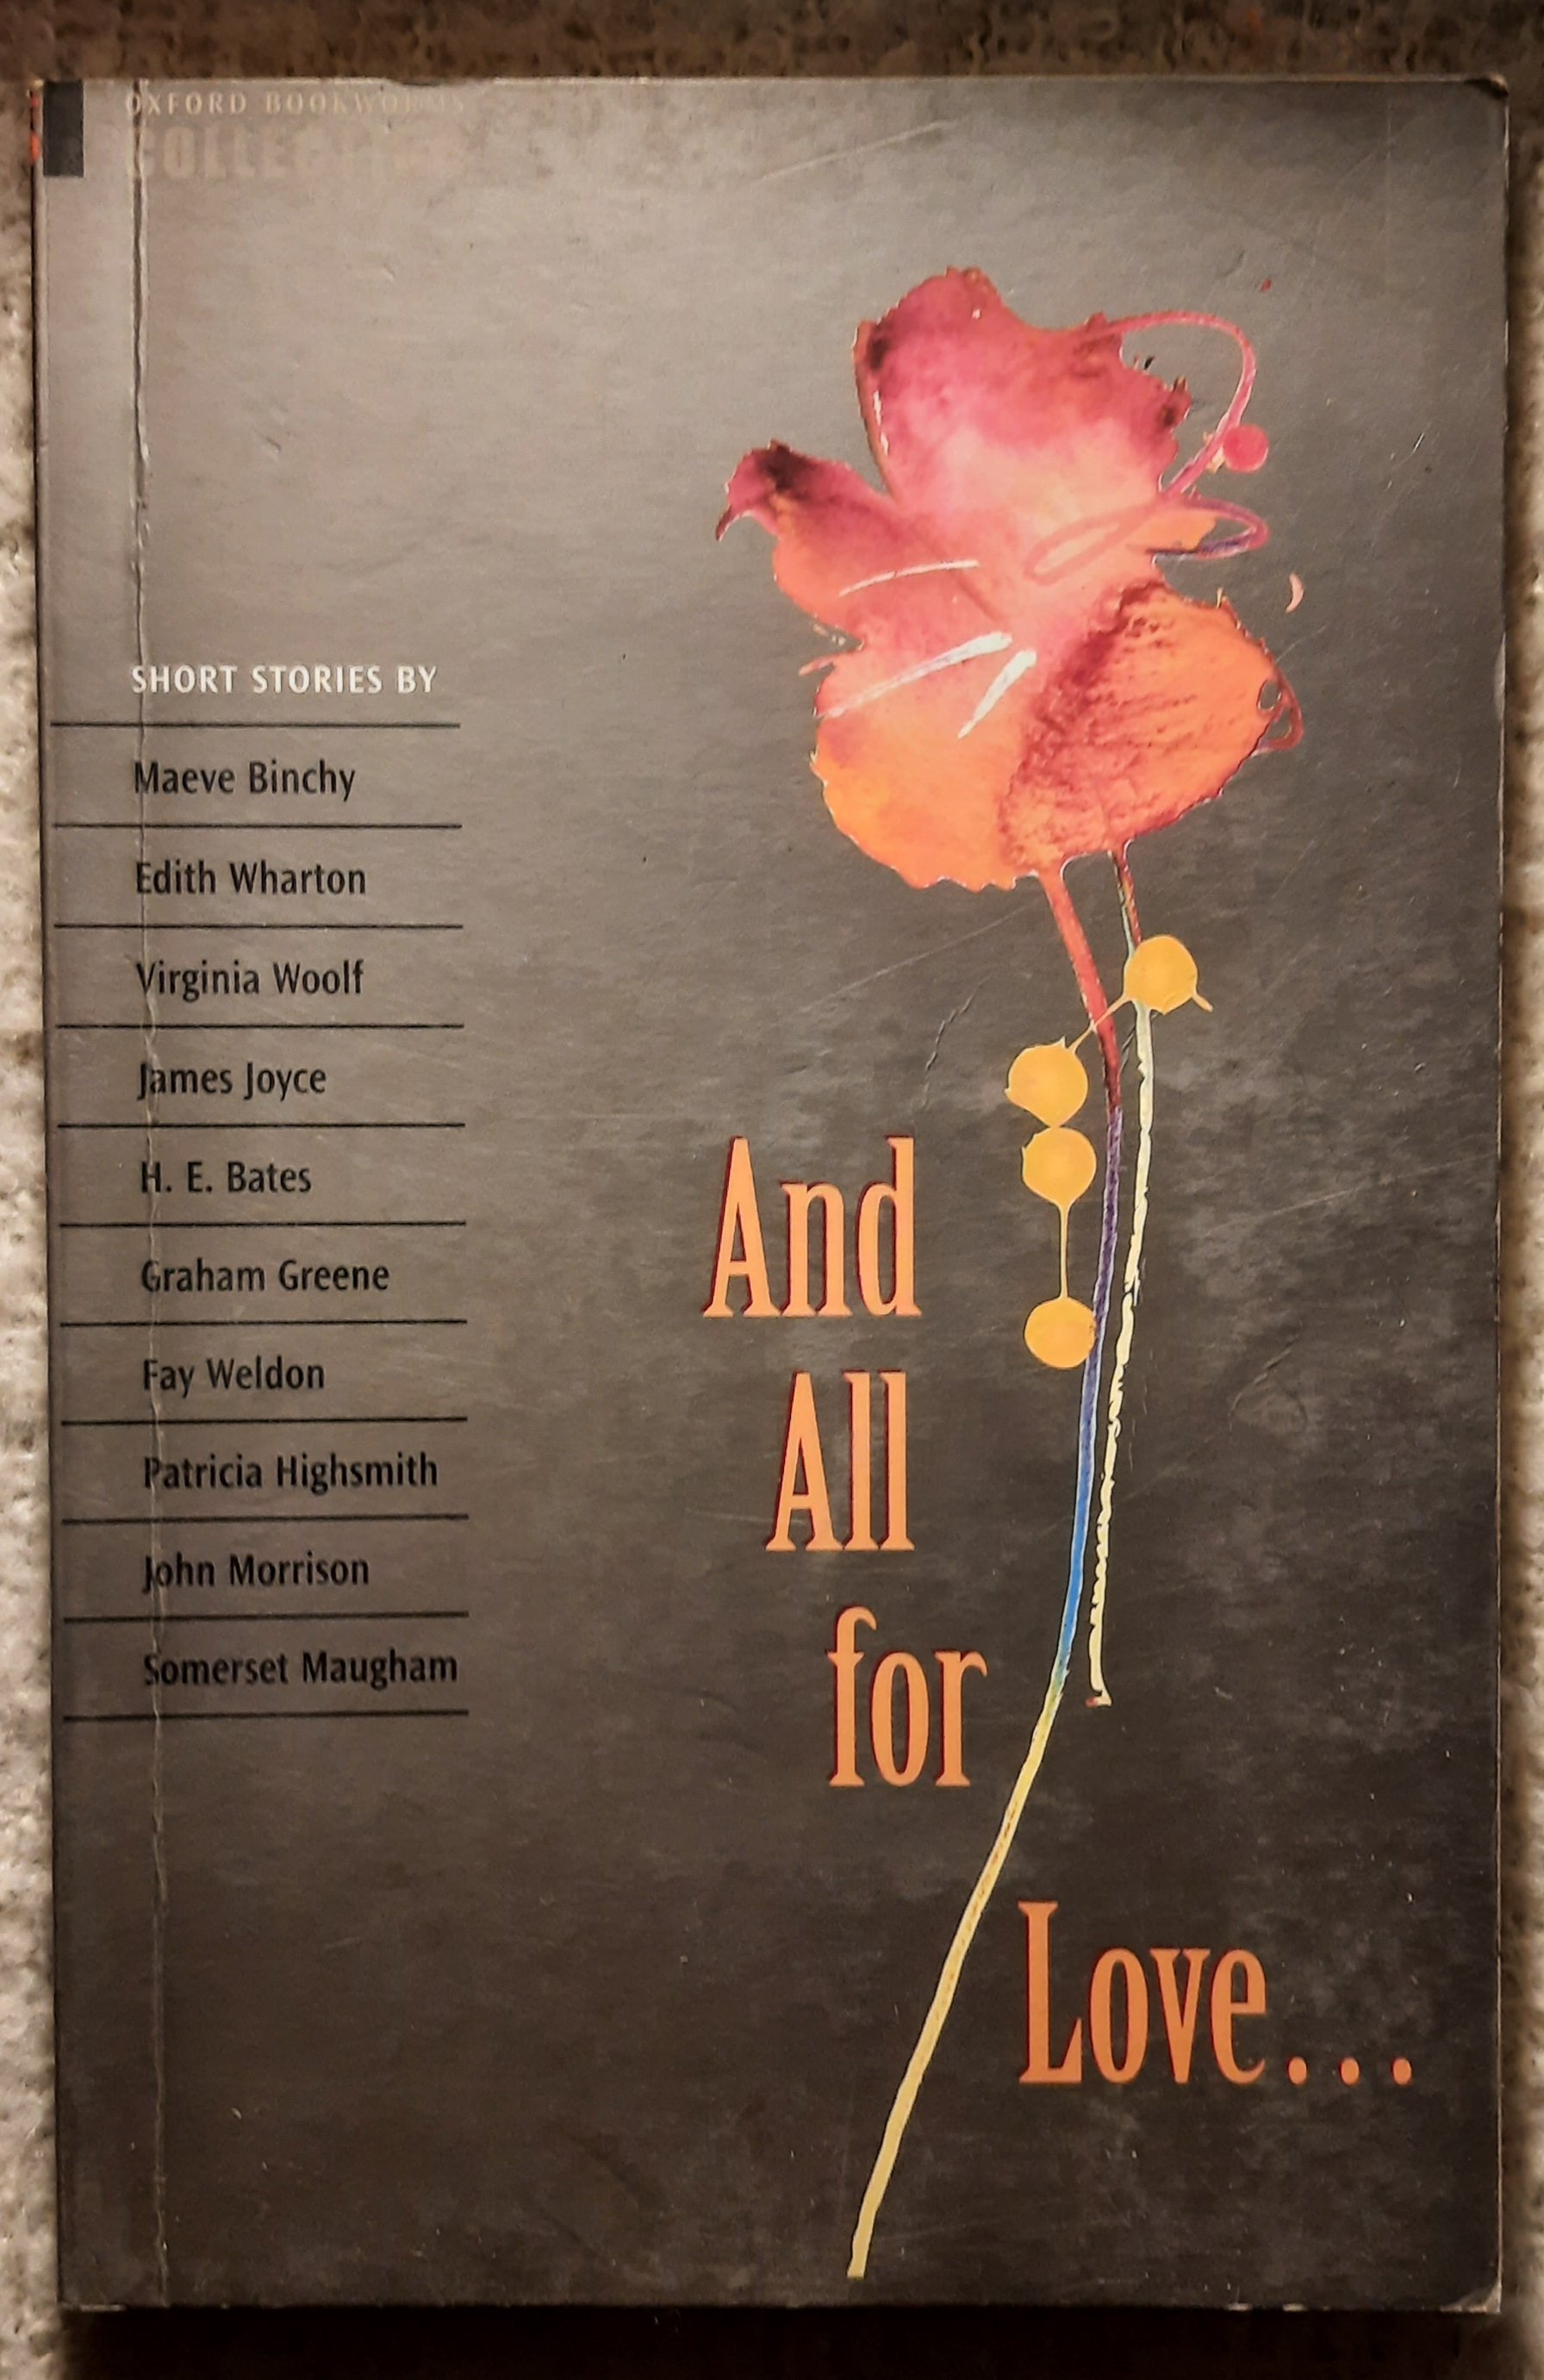 OXFORD BOOKWORMS
COLLECTION
SHORT STORIES BY
Maeve Binchy
Edith Wharton
Virginia Woolf
James Joyce
H. E. Bates
Graham Greene
Fay Weldon
Patricia Highsmith
John Morrison
Somerset Maugham
And
All
for
Love...